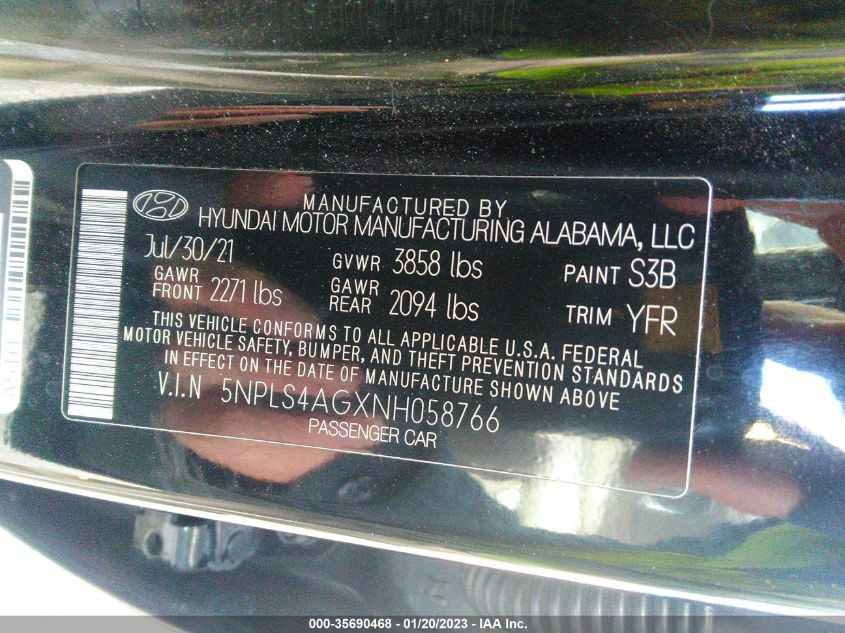 MANUFACTURED BY
HYUNDAI MOTOR MANUFACTURING ALABAMA, LLC
Jul/30/21 GVWR 3858 lbs PAINT S3B
GAWR FRONT 2271 lbs GAWR REAR 2094 lbs TRIM YFR
THIS VEHICLE CONFORMS TO ALL APPLICABLE U.S.A. FEDERAL
MOTOR VEHICLE SAFETY, BUMPER, AND THEFT PREVENTION STANDARDS
IN EFFECT ON THE DATE OF MANUFACTURE SHOWN ABOVE
V.I.N 5NPLS4AGXNH058766
PASSENGER CAR
000-35690468 - 01/20/2023 - IAA Inc.